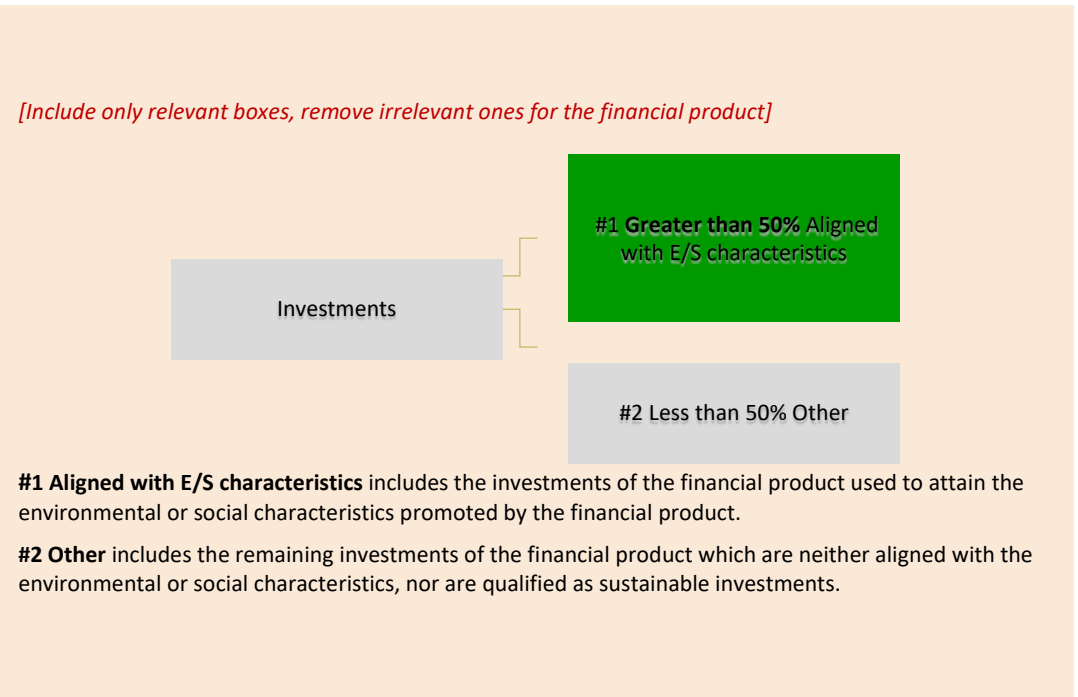 [Include only relevant boxes, remove irrelevant ones for the financial product]
#1 Greater than 50% Aligned
with E/S characteristics
Investments
#2 Less than 50% Other
#1 Aligned with E/S characteristics includes the investments of the financial product used to attain the
environmental or social characteristics promoted by the financial product.
#2 Other includes the remaining investments of the financial product which are neither aligned with the
environmental or social characteristics, nor are qualified as sustainable investments.